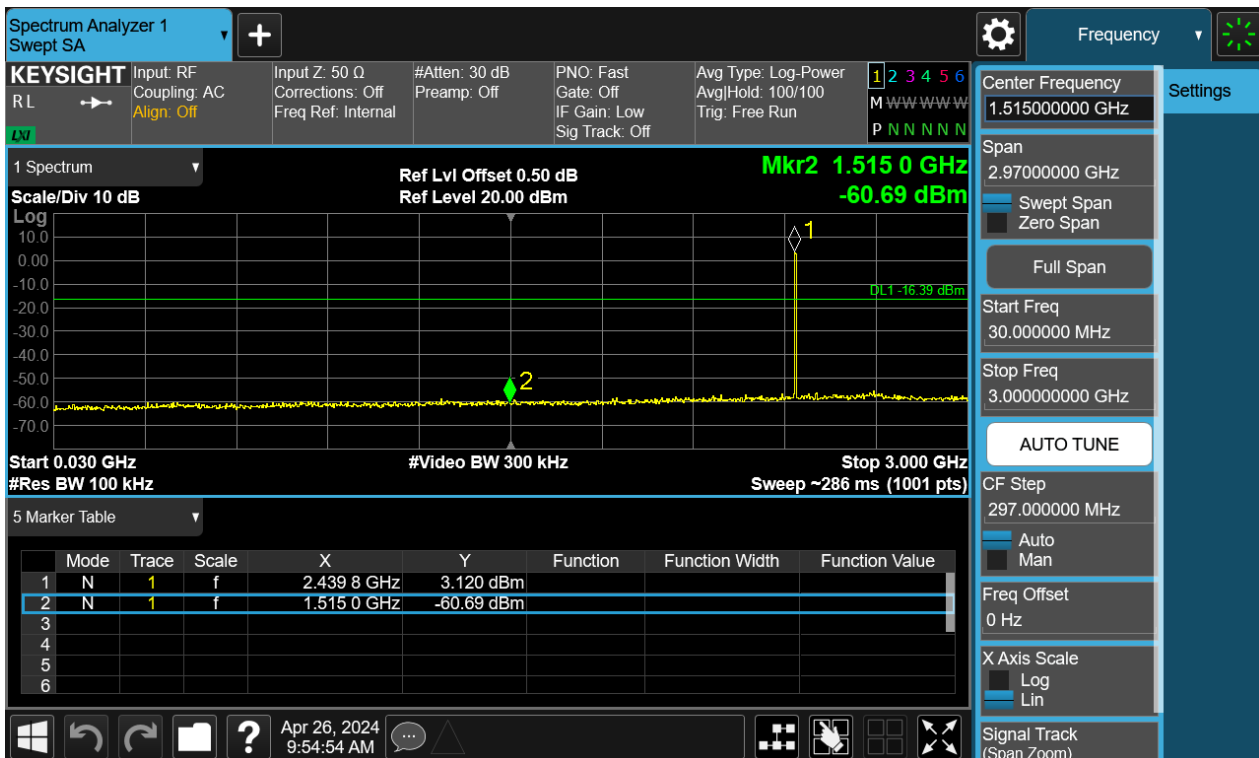 Spectrum Analyzer 1
Swept SA
+
Frequency
KEYSIGHT
RL
LXI
Input: RF
Coupling: AC
Align: Off
Input Z: 50 Ω
Corrections: Off
Freq Ref: Internal
#Atten: 30 dB
Preamp: Off
PNO: Fast
Gate: Off
IF Gain: Low
Sig Track: Off
Avg Type: Log-Power
Avg|Hold: 100/100
Trig: Free Run
1 2 3 4 5 6
M W W W W W
P N N N N N
1 Spectrum
Scale/Div 10 dB
Ref Lvl Offset 0.50 dB
Ref Level 20.00 dBm
Mkr2 1.515 0 GHz
-60.69 dBm
Log
10.0
0.00
-10.0
-20.0
-30.0
-40.0
-50.0
-60.0
-70.0
1
DL1 -16.39 dBm
2
Start 0.030 GHz
#Video BW 300 kHz
Stop 3.000 GHz
#Res BW 100 kHz
Sweep ~286 ms (1001 pts)
5 Marker Table
Mode Trace Scale X Y Function Function Width Function Value
1 N 1 f 2.439 8 GHz 3.120 dBm
2 N 1 f 1.515 0 GHz -60.69 dBm
3
4
5
6
Apr 26, 2024
9:54:54 AM
?
Center Frequency
1.515000000 GHz
Settings
Span
2.97000000 GHz
Swept Span
Zero Span
Full Span
Start Freq
30.000000 MHz
Stop Freq
3.000000000 GHz
AUTO TUNE
CF Step
297.000000 MHz
Auto
Man
Freq Offset
0 Hz
X Axis Scale
Log
Lin
Signal Track
(Span Zoom)